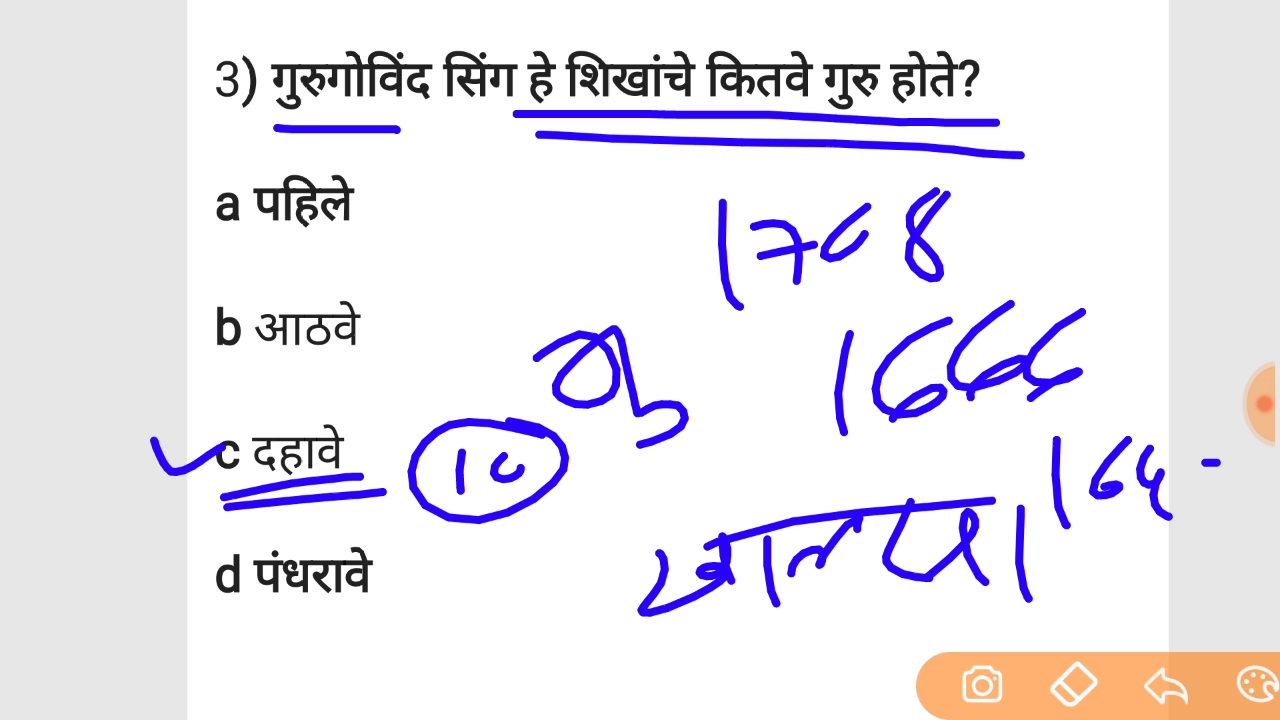 3) गुरुगोविंद सिंग हे शिखांचे कितवे गुरु होते?
a पहिले
1708
b आठवे
1666
c दहावे
10
d पंधरावे